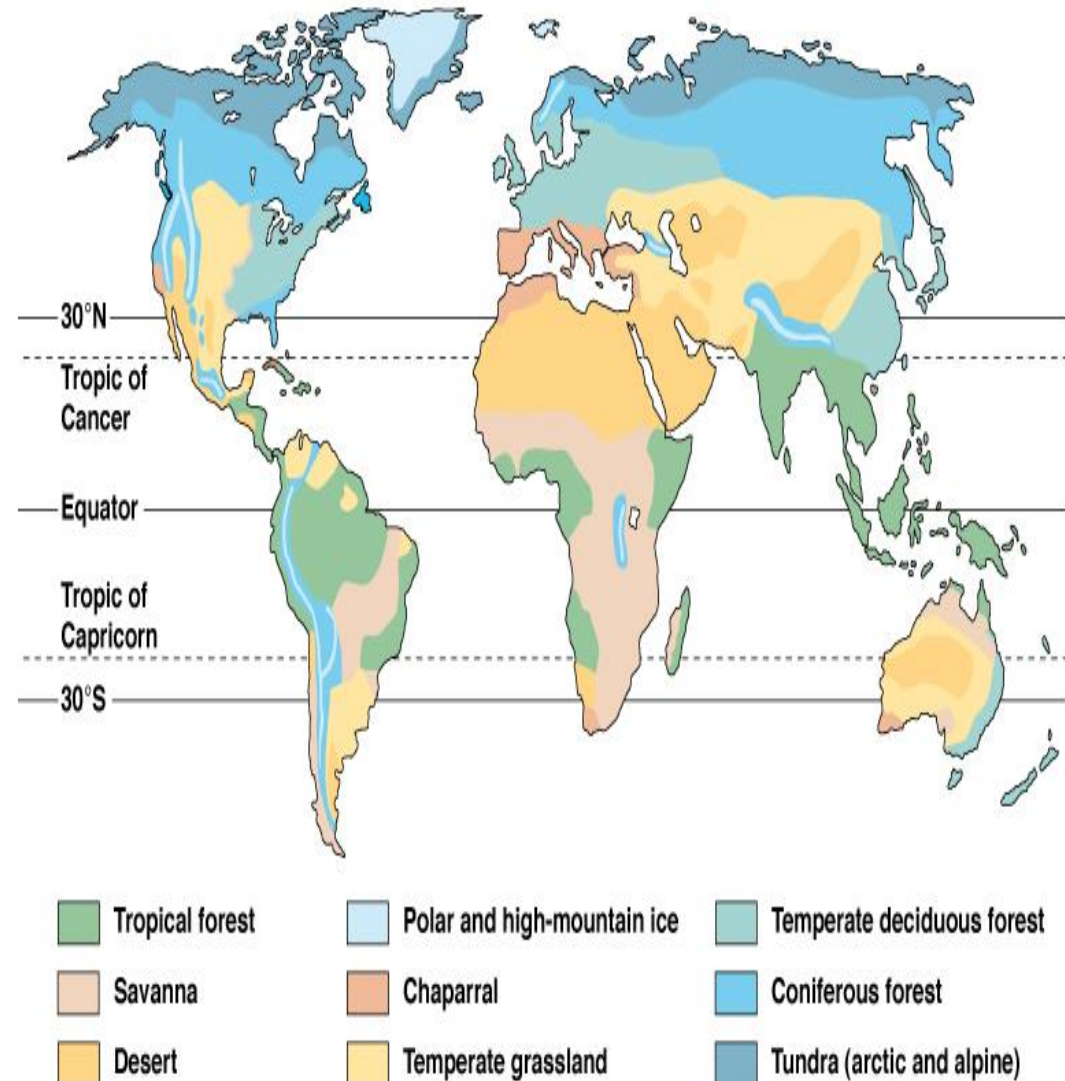 30°N
Tropic of
Cancer
Equator
Tropic of
Capricorn
30°S
Tropical forest
Polar and high-mountain ice
Temperate deciduous forest
Savanna
Chaparral
Coniferous forest
Desert
Temperate grassland
Tundra (arctic and alpine)